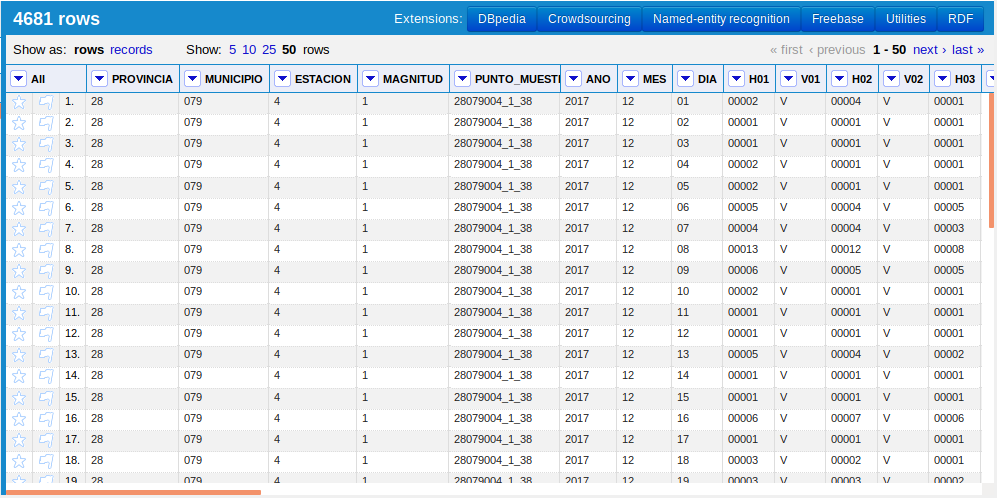 4681 rows Extensions: DBpedia Crowdsourcing Named-entity recognition Freebase Utilities RDF
Show as: rows records Show: 5 10 25 50 rows « first ‹ previous 1 - 50 next › last »
All PROVINCIA MUNICIPIO ESTACION MAGNITUD PUNTO_MUEST ANO MES DIA H01 V01 H02 V02 H03
1. 28 079 4 1 28079004_1_38 2017 12 01 00002 V 00004 V 00001
2. 28 079 4 1 28079004_1_38 2017 12 02 00001 V 00001 V 00001
3. 28 079 4 1 28079004_1_38 2017 12 03 00001 V 00001 V 00001
4. 28 079 4 1 28079004_1_38 2017 12 04 00002 V 00001 V 00001
5. 28 079 4 1 28079004_1_38 2017 12 05 00002 V 00001 V 00001
6. 28 079 4 1 28079004_1_38 2017 12 06 00005 V 00004 V 00005
7. 28 079 4 1 28079004_1_38 2017 12 07 00004 V 00004 V 00003
8. 28 079 4 1 28079004_1_38 2017 12 08 00013 V 00012 V 00008
9. 28 079 4 1 28079004_1_38 2017 12 09 00006 V 00005 V 00005
10. 28 079 4 1 28079004_1_38 2017 12 10 00002 V 00001 V 00001
11. 28 079 4 1 28079004_1_38 2017 12 11 00001 V 00001 V 00001
12. 28 079 4 1 28079004_1_38 2017 12 12 00001 V 00001 V 00001
13. 28 079 4 1 28079004_1_38 2017 12 13 00005 V 00004 V 00002
14. 28 079 4 1 28079004_1_38 2017 12 14 00001 V 00001 V 00001
15. 28 079 4 1 28079004_1_38 2017 12 15 00001 V 00001 V 00001
16. 28 079 4 1 28079004_1_38 2017 12 16 00006 V 00007 V 00006
17. 28 079 4 1 28079004_1_38 2017 12 17 00001 V 00001 V 00001
18. 28 079 4 1 28079004_1_38 2017 12 18 00003 V 00002 V 00001
19. 28 079 4 1 28079004_1_38 2017 12 19 00003 V 00003 V 00002